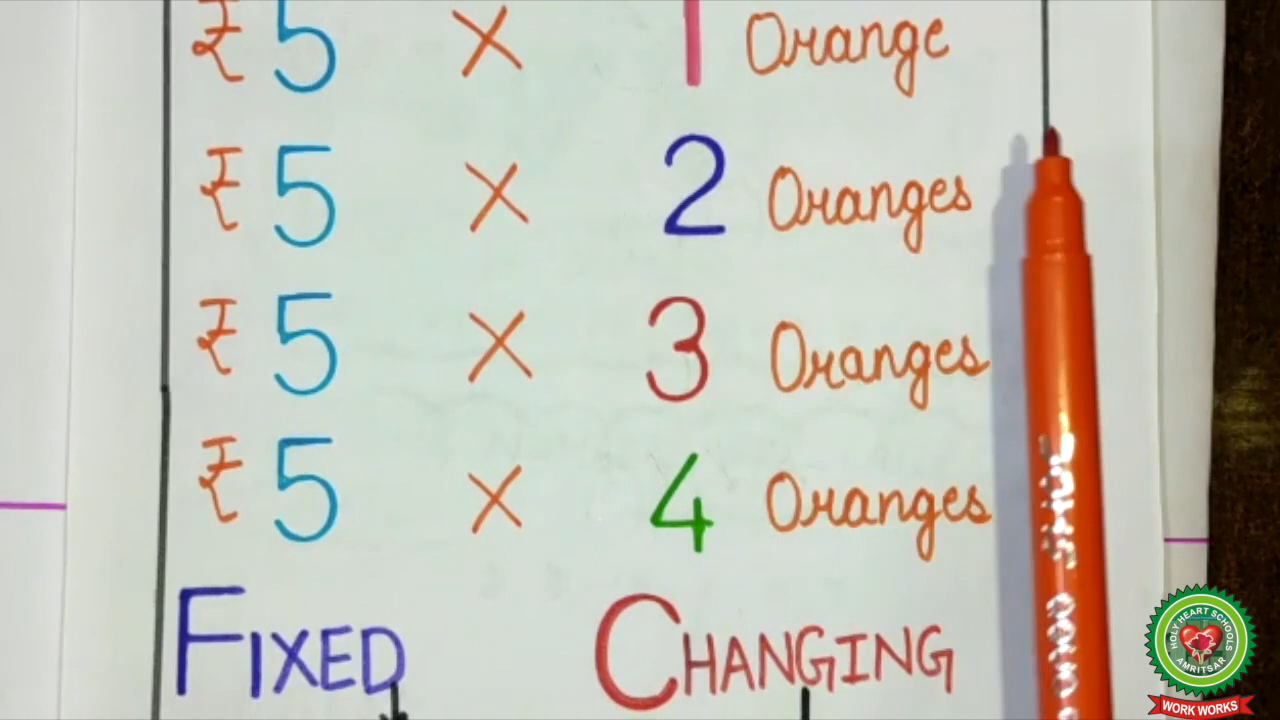 ₹ 5 × 1 Orange
₹ 5 × 2 Oranges
₹ 5 × 3 Oranges
₹ 5 × 4 Oranges
FIXED CHANGING
HOLY HEART SCHOOLS
AMRITSAR
WORK WORKS